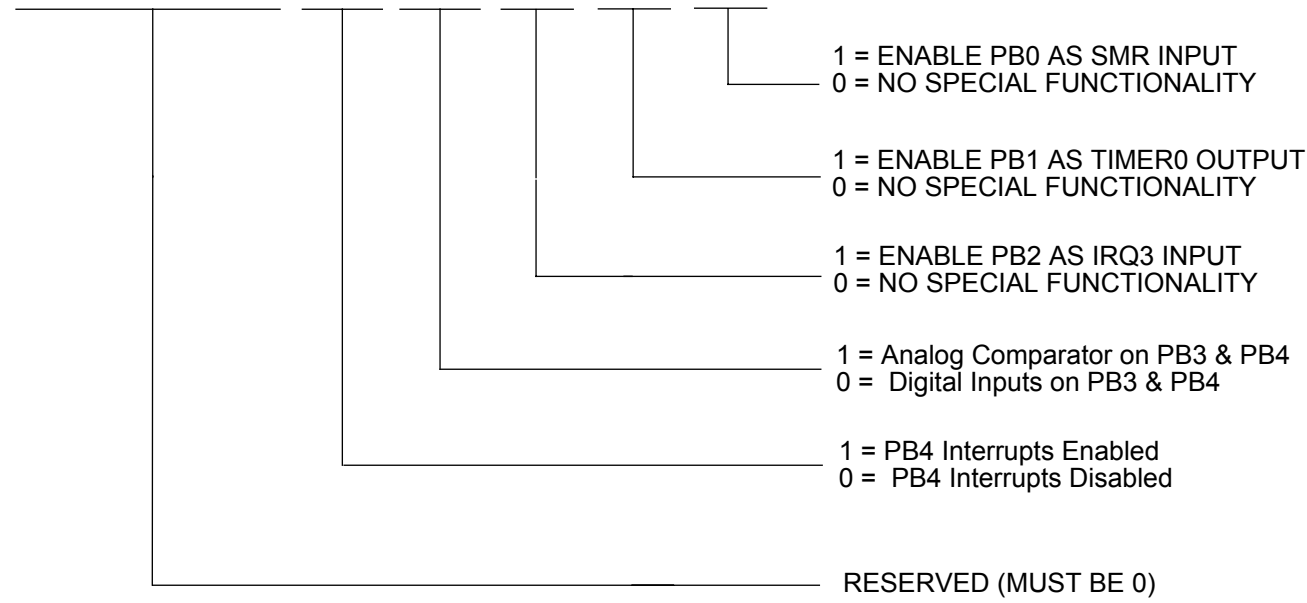 1 = ENABLE PB0 AS SMR INPUT
0 = NO SPECIAL FUNCTIONALITY
1 = ENABLE PB1 AS TIMER0 OUTPUT
0 = NO SPECIAL FUNCTIONALITY
1 = ENABLE PB2 AS IRQ3 INPUT
0 = NO SPECIAL FUNCTIONALITY
1 = Analog Comparator on PB3 & PB4
0 = Digital Inputs on PB3 & PB4
1 = PB4 Interrupts Enabled
0 = PB4 Interrupts Disabled
RESERVED (MUST BE 0)